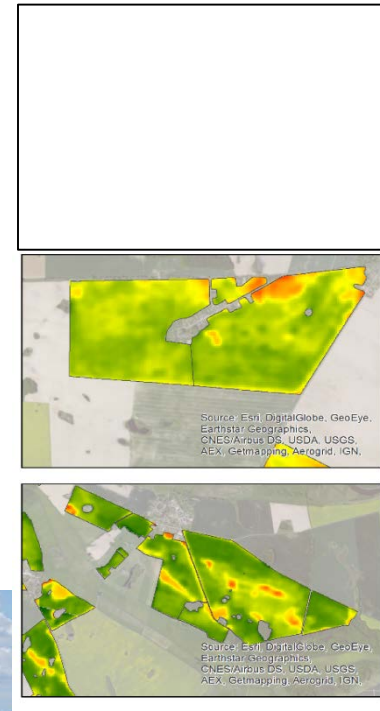 Source: Esri, DigitalGlobe, GeoEye,
Earthstar Geographics,
CNES/Airbus DS, USDA, USGS,
AEX, Getmapping, Aerogrid, IGN,
Source: Esri, DigitalGlobe, GeoEye,
Earthstar Geographics,
CNES/Airbus DS, USDA, USGS,
AEX, Getmapping, Aerogrid, IGN,